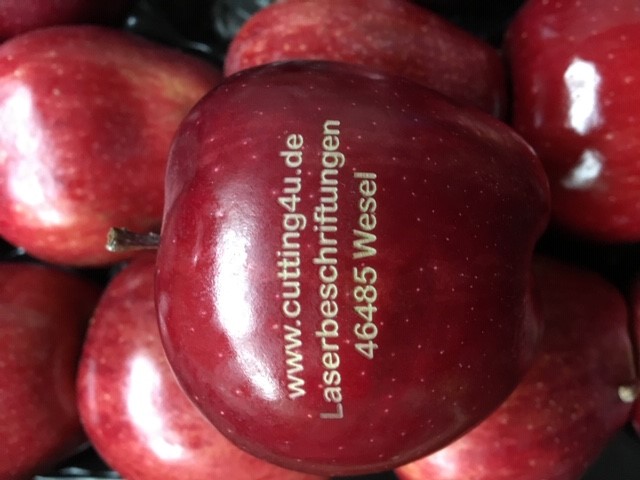 www.cutting4u.de
Laserbeschriftungen
46485 Wesel